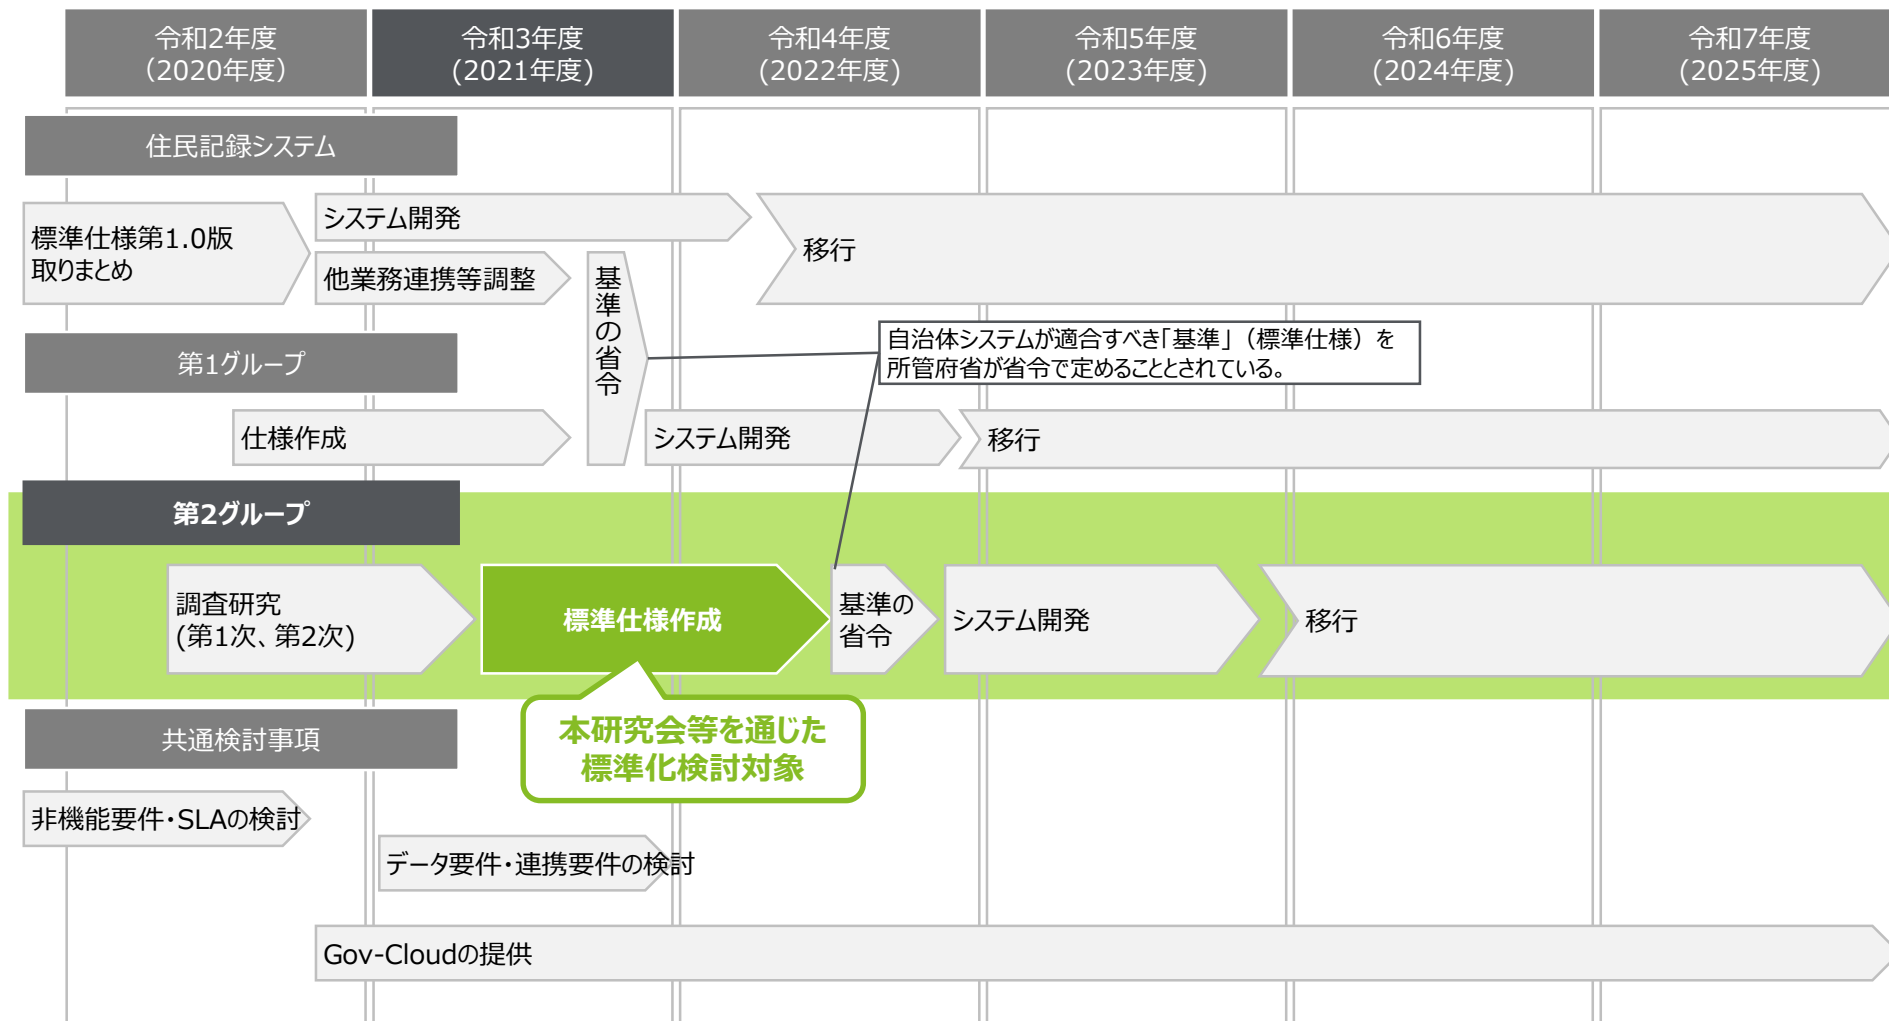 令和2年度
（2020年度）
令和3年度
(2021年度)
令和4年度
(2022年度)
令和5年度
(2023年度)
令和6年度
(2024年度)
令和7年度
(2025年度)
住民記録システム
標準仕様第1.0版
取りまとめ
システム開発
他業務連携等調整
基準の省令
移行
自治体システムが適合すべき「基準」（標準仕様）を
所管府省が省令で定めることとされている。
第1グループ
仕様作成
システム開発
移行
第2グループ
調査研究
(第1次、第2次)
標準仕様作成
基準の
省令
システム開発
移行
本研究会等を通じた
標準化検討対象
共通検討事項
非機能要件・SLAの検討
データ要件・連携要件の検討
Gov-Cloudの提供